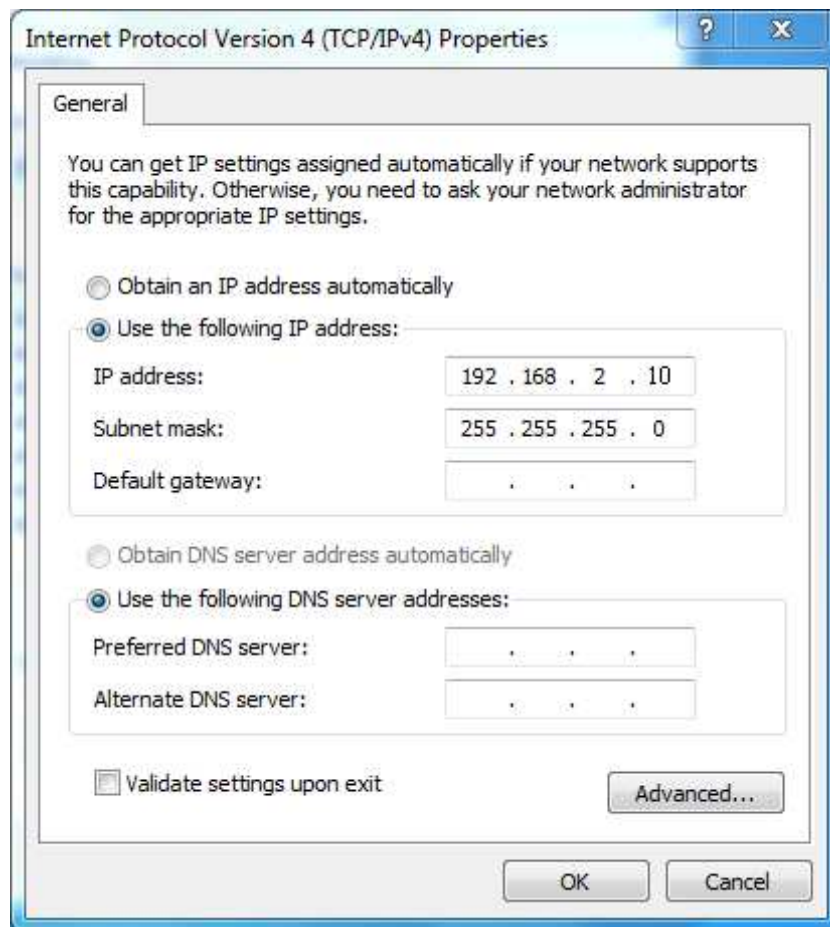 Internet Protocol Version 4 (TCP/IPv4) Properties
?
General
You can get IP settings assigned automatically if your network supports
this capability. Otherwise, you need to ask your network administrator
for the appropriate IP settings.
Obtain an IP address automatically
Use the following IP address:
IP address: 192 . 168 . 2 . 10
Subnet mask: 255 . 255 . 255 . 0
Default gateway: . . .
Obtain DNS server address automatically
Use the following DNS server addresses:
Preferred DNS server: . . .
Alternate DNS server: . . .
Validate settings upon exit
Advanced...
OK Cancel